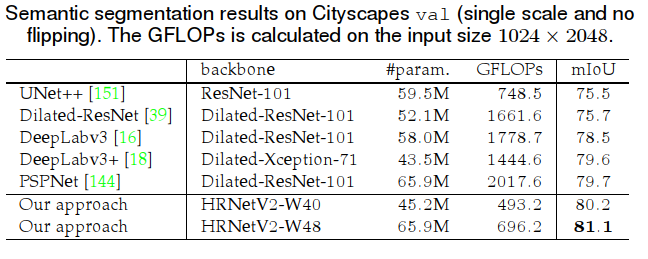 Semantic segmentation results on Cityscapes val (single scale and no
flipping). The GFLOPs is calculated on the input size 1024 × 2048.
backbone #param. GFLOPs mIoU
UNet++ [151] ResNet-101 59.5M 748.5 75.5
Dilated-ResNet [39] Dilated-ResNet-101 52.1M 1661.6 75.7
DeepLabv3 [16] Dilated-ResNet-101 58.0M 1778.7 78.5
DeepLabv3+ [18] Dilated-Xception-71 43.5M 1444.6 79.6
PSPNet [144] Dilated-ResNet-101 65.9M 2017.6 79.7
Our approach HRNetV2-W40 45.2M 493.2 80.2
Our approach HRNetV2-W48 65.9M 696.2 81.1